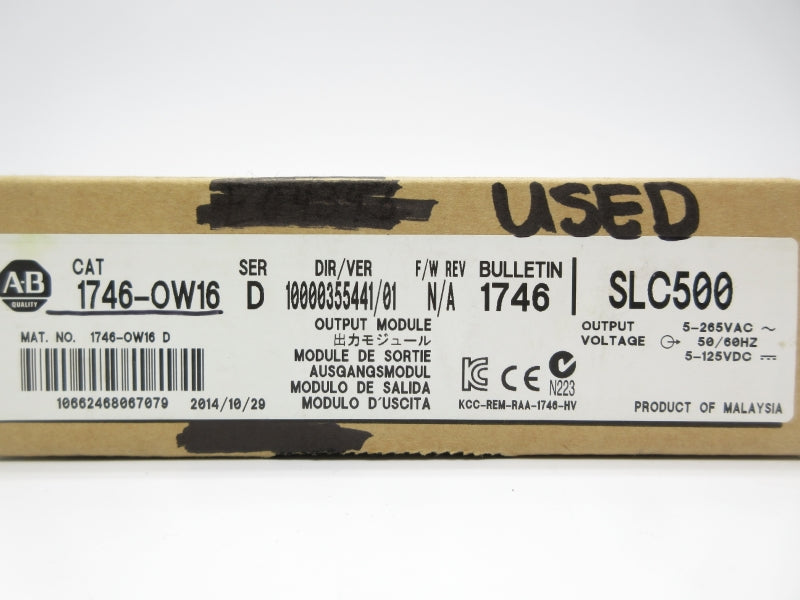 USED
A·B
QUALITY
CAT
1746-OW16
SER
D
DIR/VER
10000355441/01
F/W REV
N/A
BULLETIN
1746
SLC500
MAT. NO. 1746-OW16 D
10662468067079
2014/10/29
OUTPUT MODULE
出力モジュール
MODULE DE SORTIE
AUSGANGSMODUL
MODULO DE SALIDA
MODULO D'USCITA
CE
N223
KCC-REM-RAA-1746-HV
OUTPUT
VOLTAGE
5-265VAC ~
50/60HZ
5-125VDC ⎓
PRODUCT OF MALAYSIA